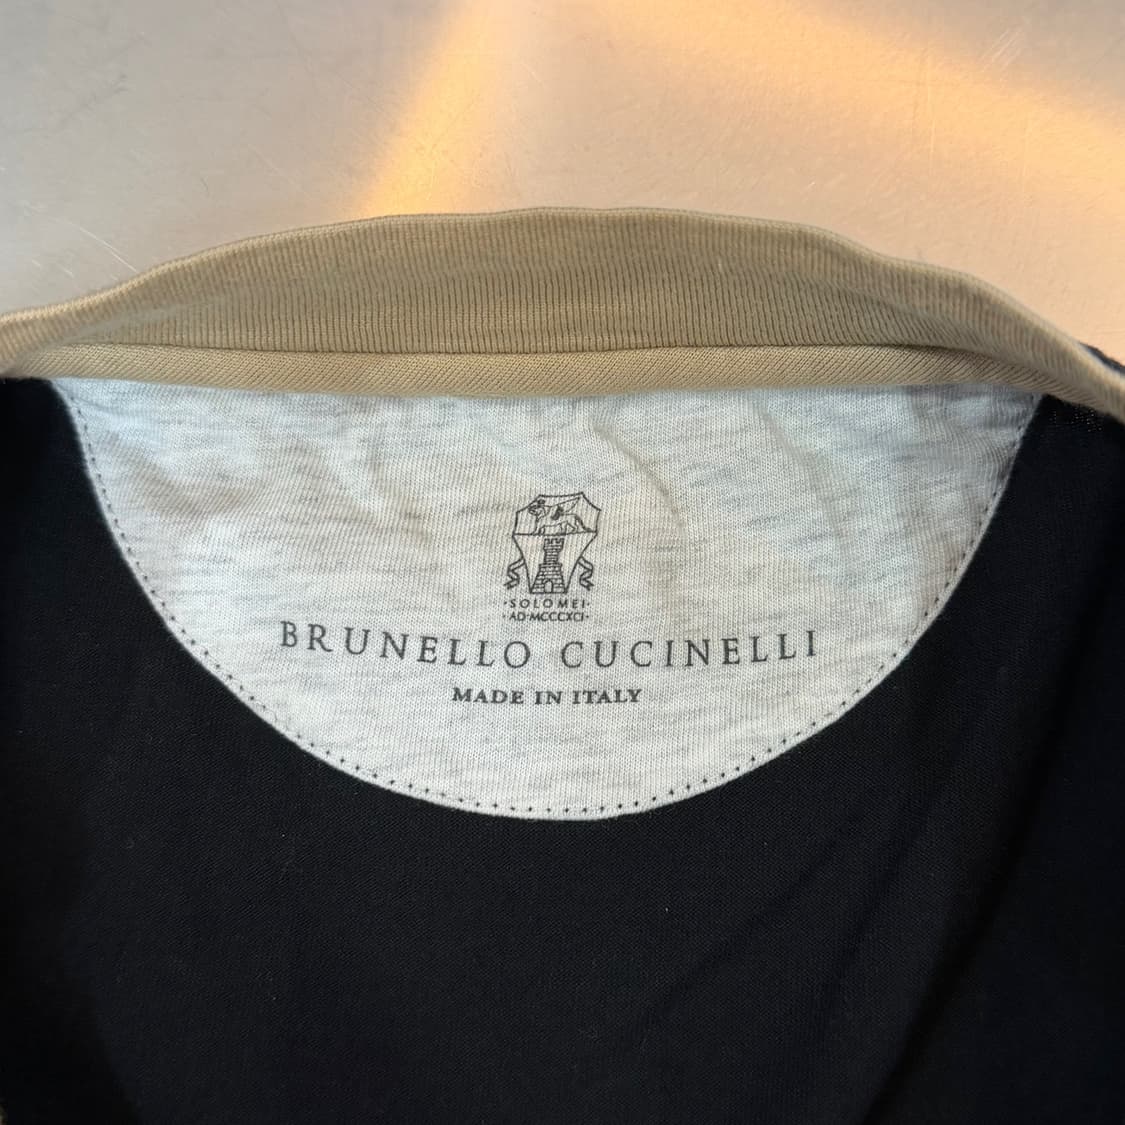 ·SOLOMEI·
·AD·MCCCXCI·
BRUNELLO CUCINELLI
MADE IN ITALY